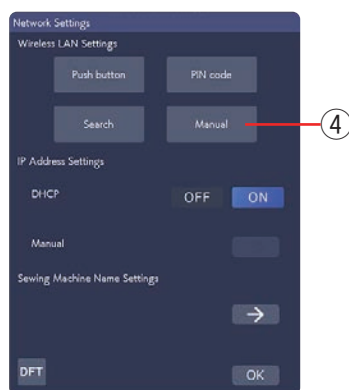 Network Settings
Wireless LAN Settings
Push button PIN code
Search Manual
④
IP Address Settings
DHCP OFF ON
Manual
Sewing Machine Name Settings
→
DFT OK